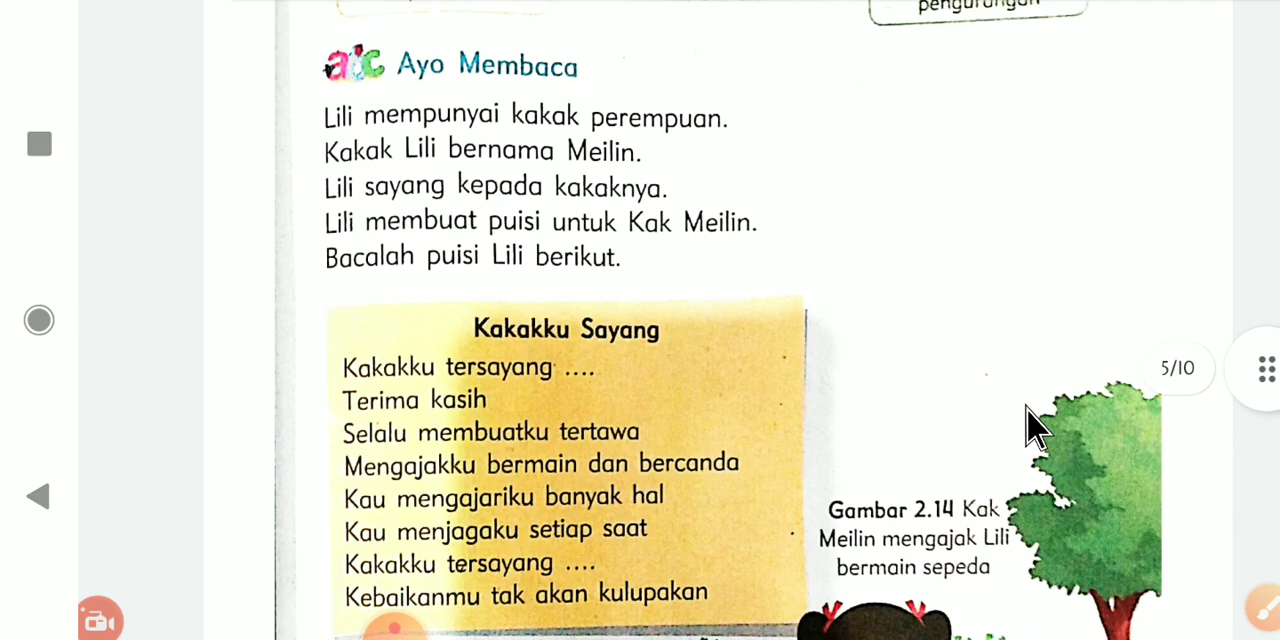 pengurangan
abc Ayo Membaca
Lili mempunyai kakak perempuan.
Kakak Lili bernama Meilin.
Lili sayang kepada kakaknya.
Lili membuat puisi untuk Kak Meilin.
Bacalah puisi Lili berikut.
Kakakku Sayang
Kakakku tersayang ....
Terima kasih
Selalu membuatku tertawa
Mengajakku bermain dan bercanda
Kau mengajariku banyak hal
Kau menjagaku setiap saat
Kakakku tersayang ....
Kebaikanmu tak akan kulupakan
5/10
Gambar 2.14 Kak
Meilin mengajak Lili
bermain sepeda